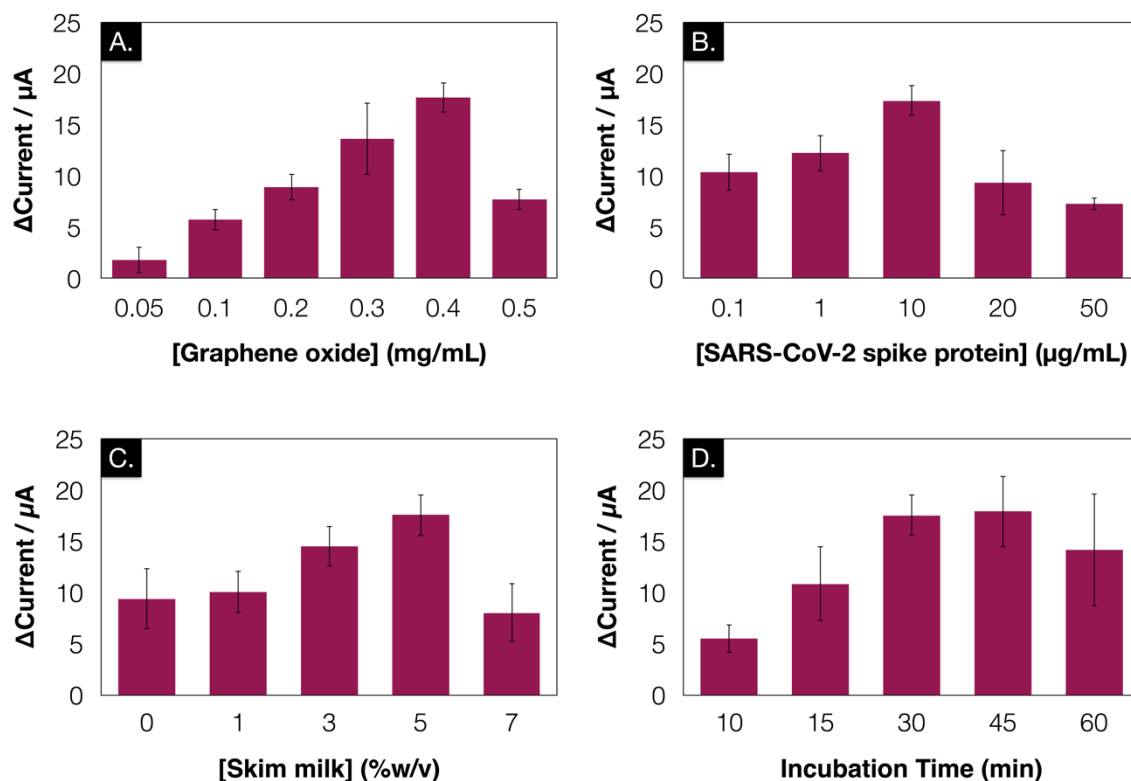 A.
ΔCurrent / µA
25
20
15
10
5
0
0.05 0.1 0.2 0.3 0.4 0.5
[Graphene oxide] (mg/mL)
B.
ΔCurrent / µA
25
20
15
10
5
0
0.1 1 10 20 50
[SARS-CoV-2 spike protein] (µg/mL)
C.
ΔCurrent / µA
25
20
15
10
5
0
0 1 3 5 7
[Skim milk] (%w/v)
D.
ΔCurrent / µA
25
20
15
10
5
0
10 15 30 45 60
Incubation Time (min)